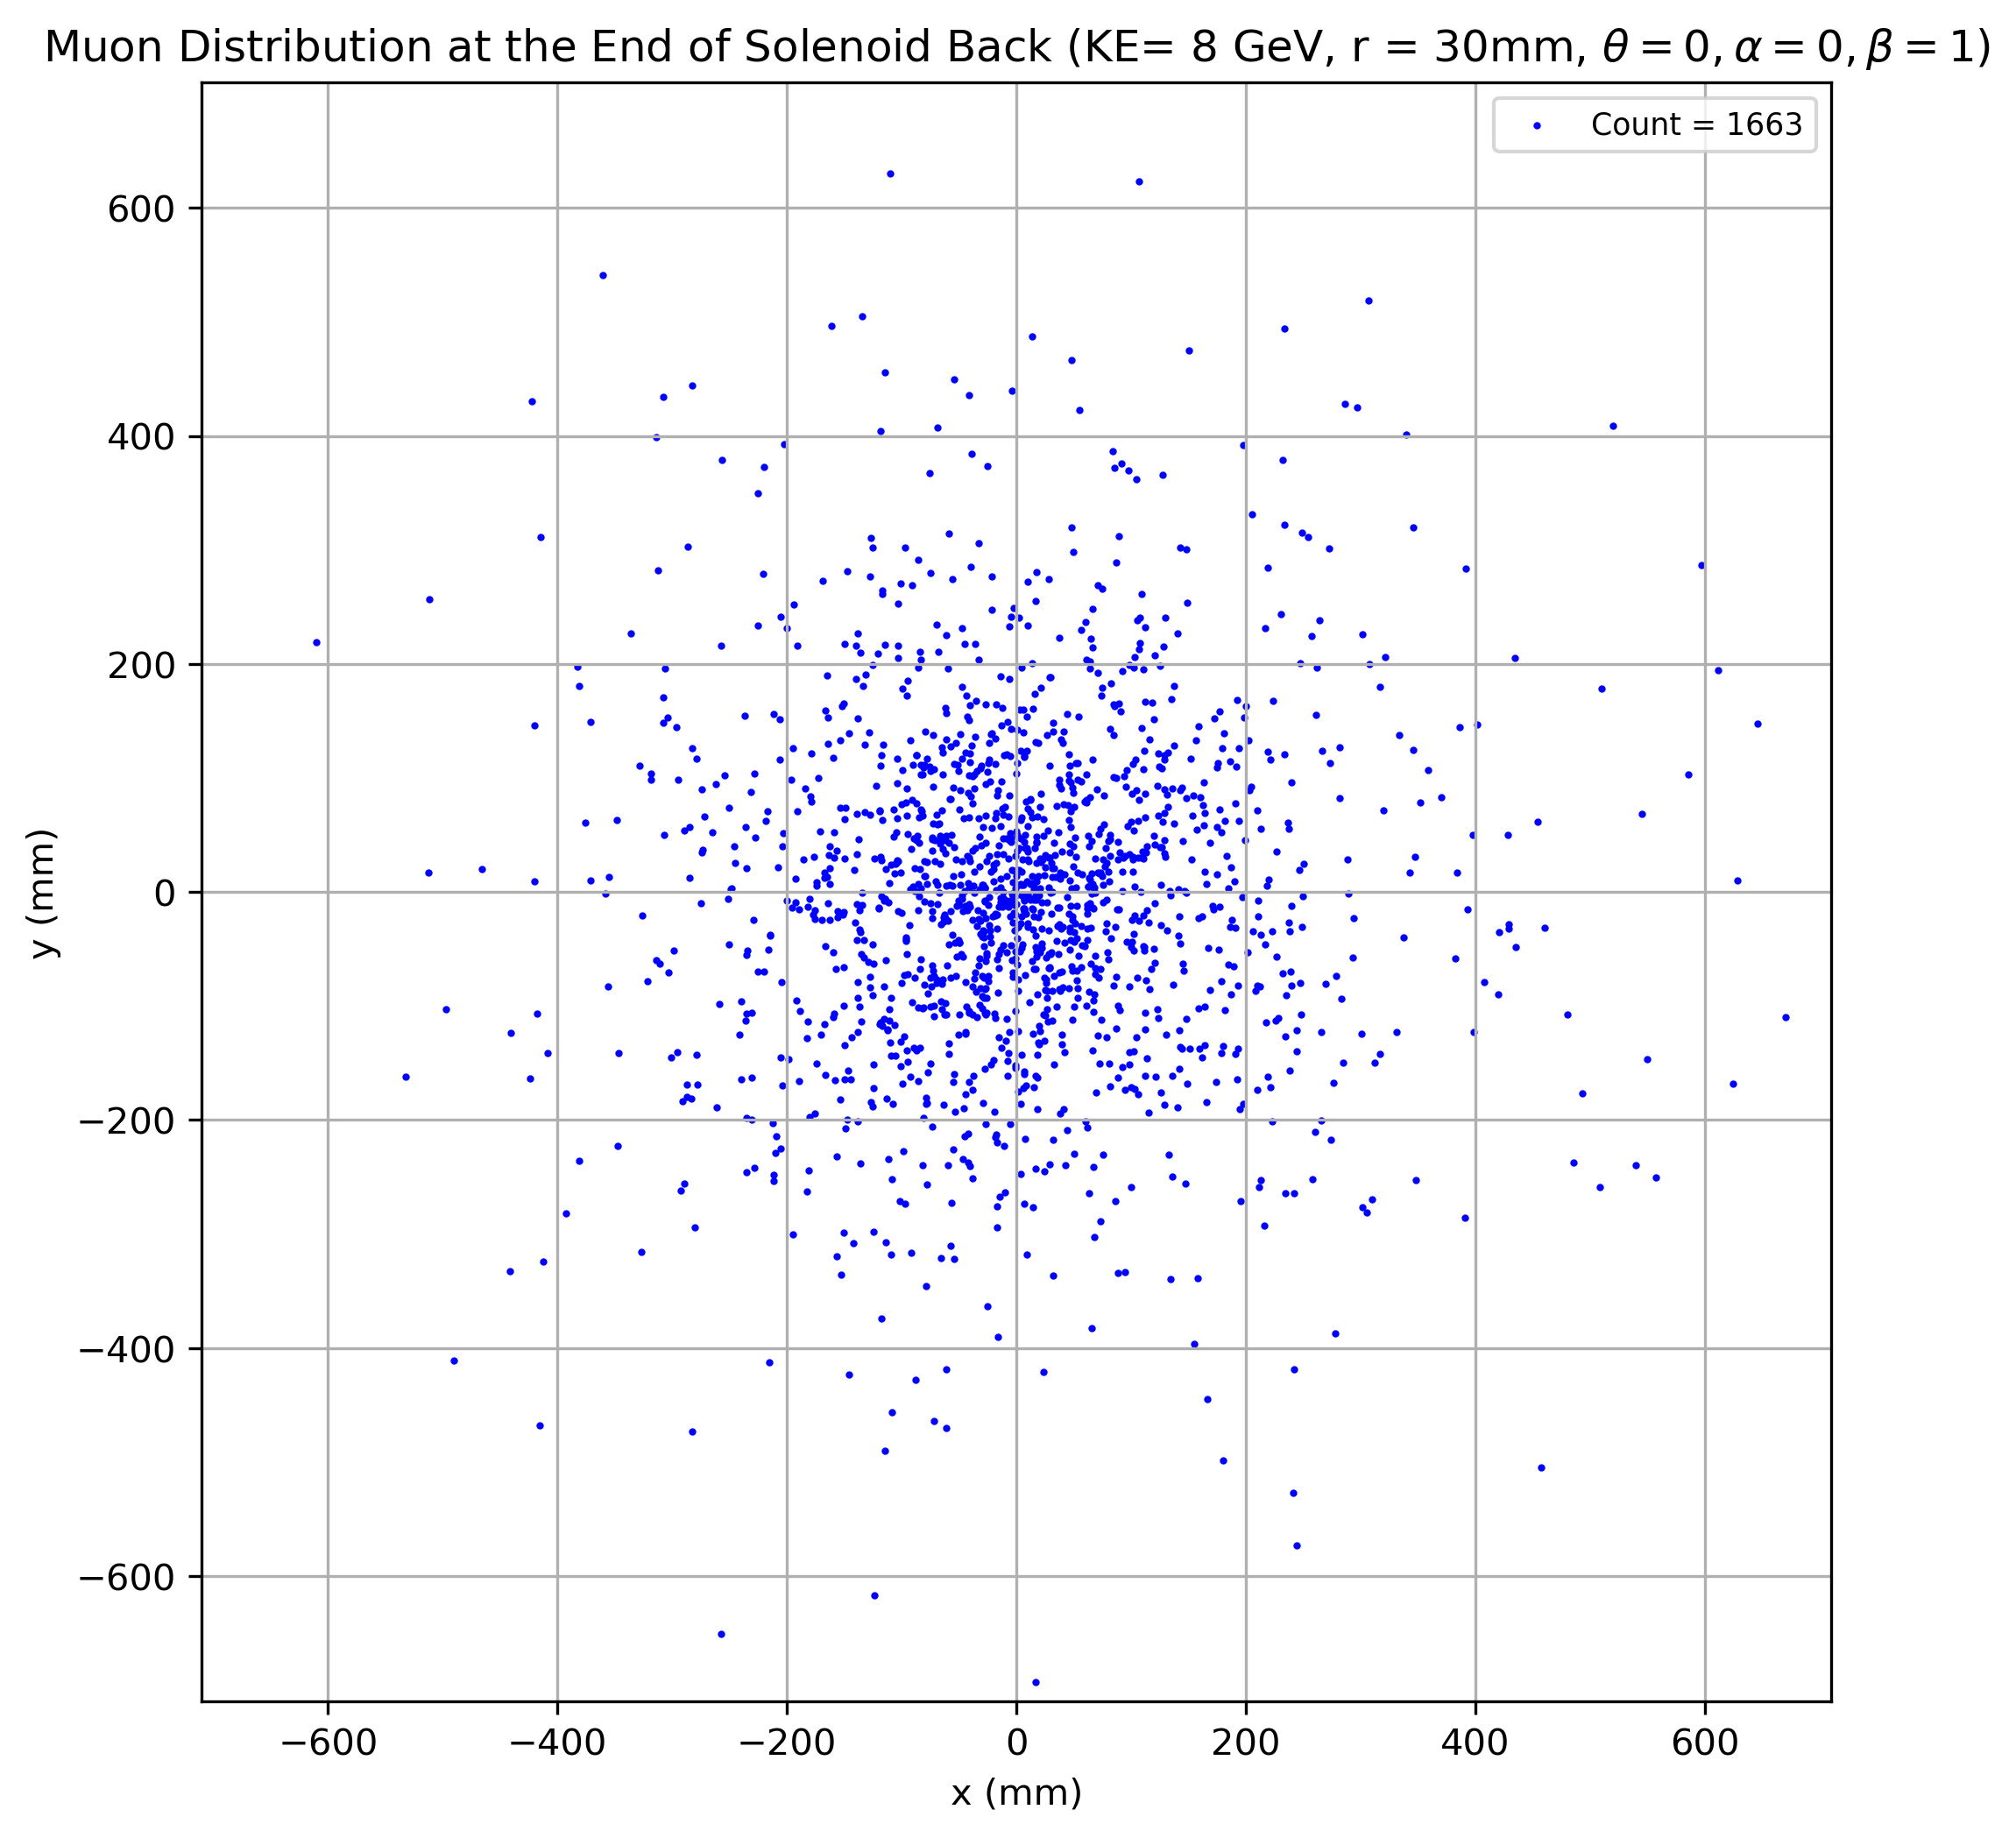 Muon Distribution at the End of Solenoid Back (KE= 8 GeV, r = 30mm, θ = 0, α = 0, β = 1)
Count = 1663
600
400
200
0
−200
−400
−600
y (mm)
−600 −400 −200 0 200 400 600
x (mm)